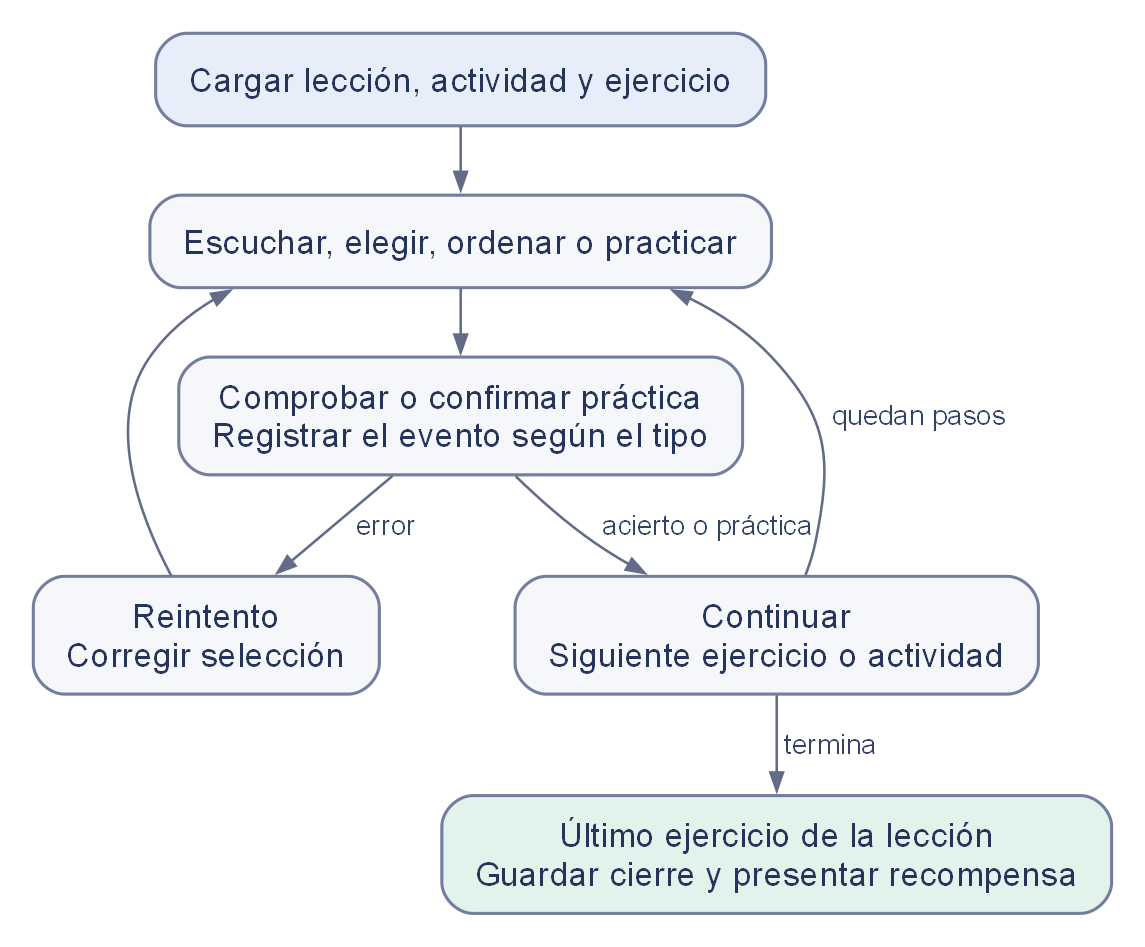 Cargar lección, actividad y ejercicio
Escuchar, elegir, ordenar o practicar
Comprobar o confirmar práctica
Registrar el evento según el tipo
quedan pasos
error
acierto o práctica
Reintento
Corregir selección
Continuar
Siguiente ejercicio o actividad
termina
Último ejercicio de la lección
Guardar cierre y presentar recompensa